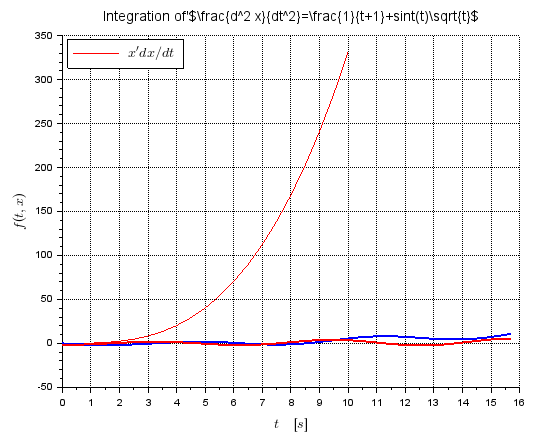 Integration of'$\frac{d^2 x}{dt^2}=\frac{1}{t+1}+sint(t)\sqrt{t}$
350
300
250
200
150
100
50
0
-50
x'dx/dt
f(t, x)
0 1 2 3 4 5 6 7 8 9 10 11 12 13 14 15 16
t [s]